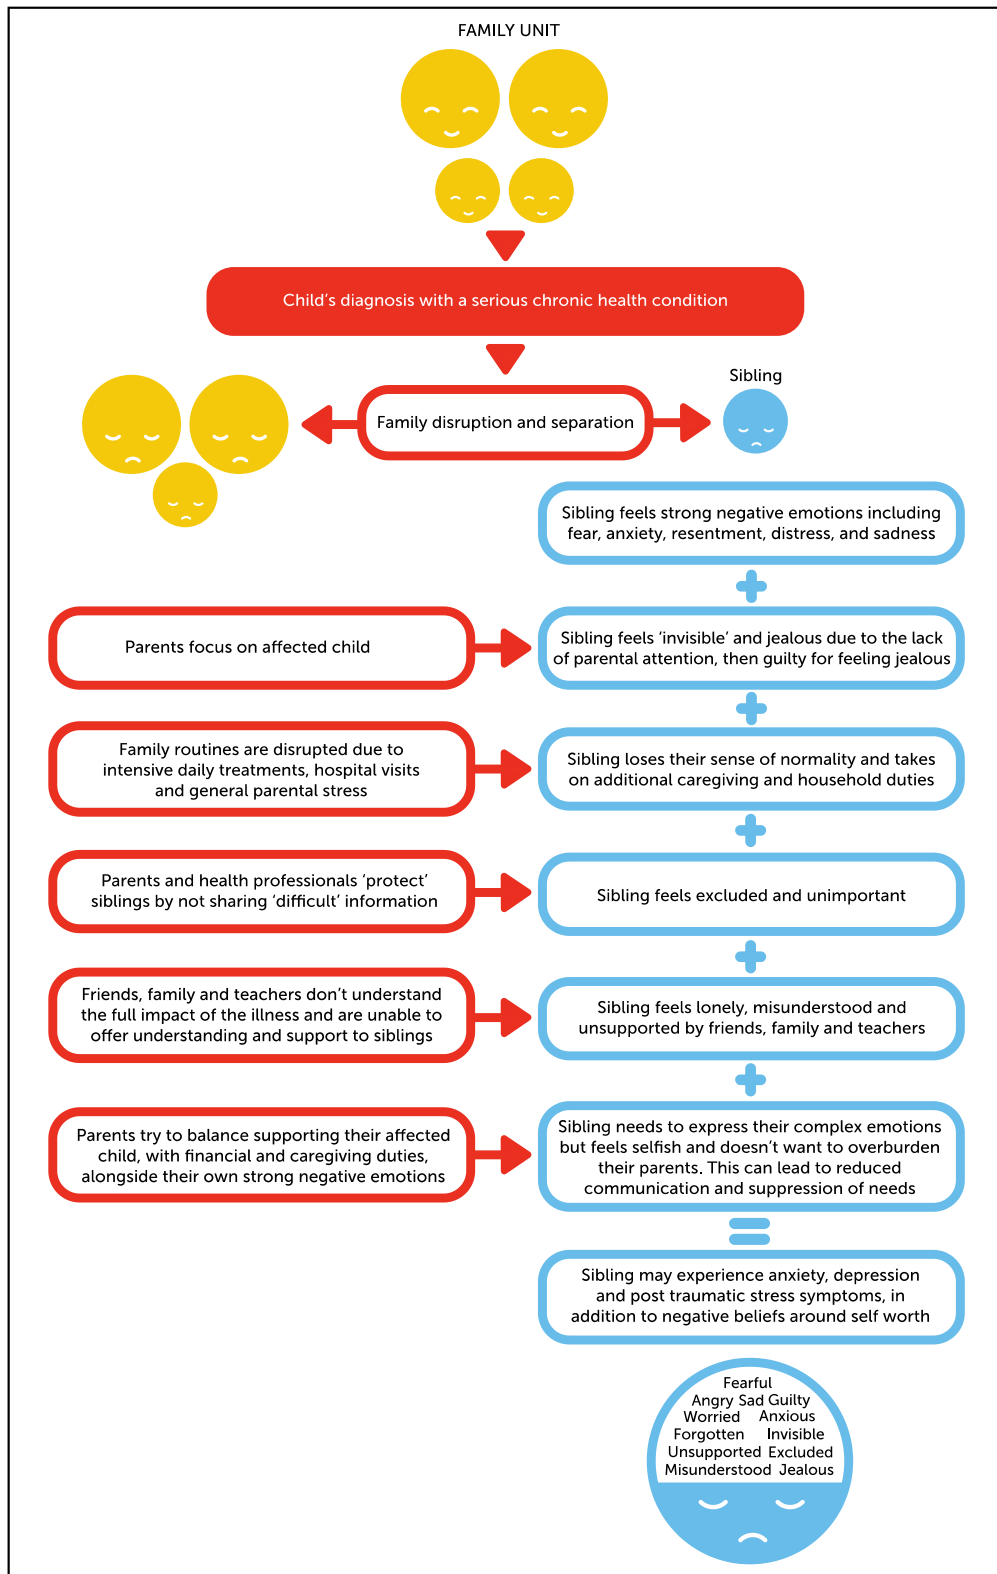 FAMILY UNIT
Child’s diagnosis with a serious chronic health condition
Family disruption and separation
Sibling
Sibling feels strong negative emotions including
fear, anxiety, resentment, distress, and sadness
Parents focus on affected child
Sibling feels ‘invisible’ and jealous due to the lack
of parental attention, then guilty for feeling jealous
Family routines are disrupted due to
intensive daily treatments, hospital visits
and general parental stress
Sibling loses their sense of normality and takes
on additional caregiving and household duties
Parents and health professionals ‘protect’
siblings by not sharing ‘difficult’ information
Sibling feels excluded and unimportant
Friends, family and teachers don’t understand
the full impact of the illness and are unable to
offer understanding and support to siblings
Sibling feels lonely, misunderstood and
unsupported by friends, family and teachers
Parents try to balance supporting their affected
child, with financial and caregiving duties,
alongside their own strong negative emotions
Sibling needs to express their complex emotions
but feels selfish and doesn’t want to overburden
their parents. This can lead to reduced
communication and suppression of needs
Sibling may experience anxiety, depression
and post traumatic stress symptoms, in
addition to negative beliefs around self worth
Fearful
Angry Sad Guilty
Worried Anxious
Forgotten Invisible
Unsupported Excluded
Misunderstood Jealous